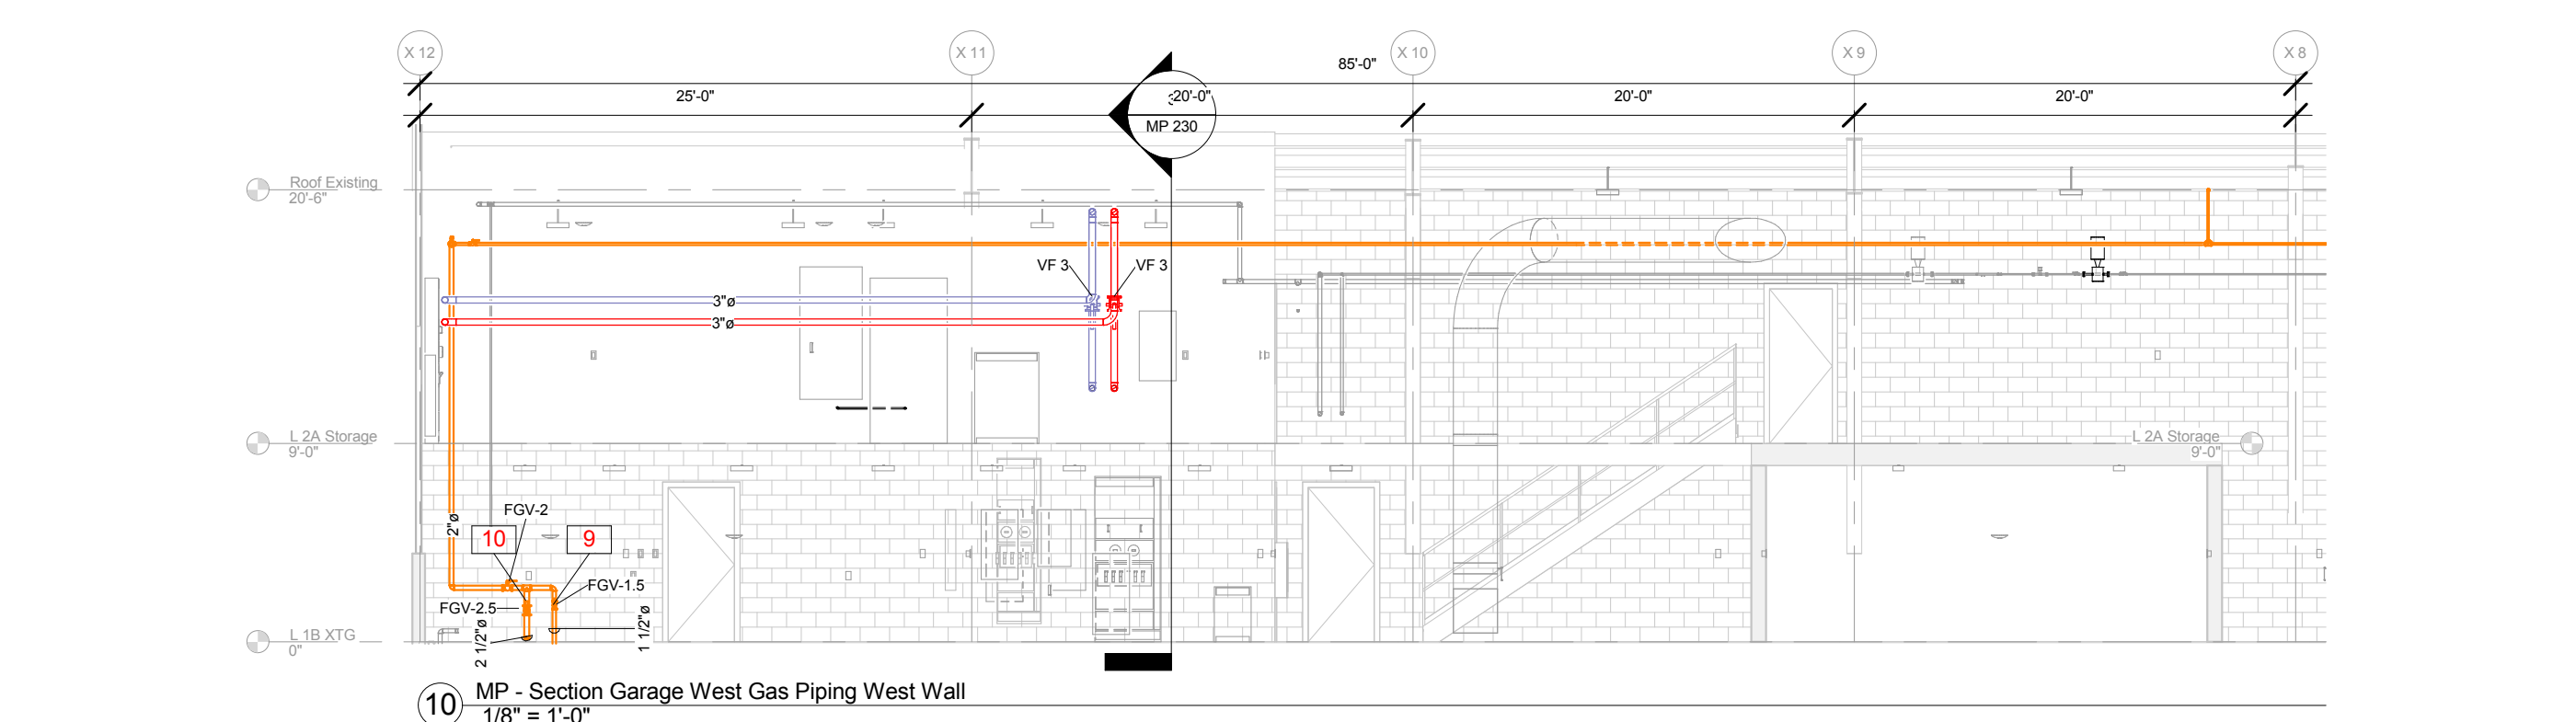 X 12
X 11
X 10
X 9
X 8
85'-0"
25'-0"
20'-0"
20'-0"
20'-0"
MP 230
Roof Existing
20'-6"
VF 3
VF 3
3"ø
3"ø
L 2A Storage
9'-0"
L 2A Storage
9'-0"
2"ø
FGV-2
10
9
FGV-1.5
FGV-2.5
2 1/2"ø
1 1/2"ø
L 1B XTG
0"
10
MP - Section Garage West Gas Piping West Wall
1/8" = 1'-0"